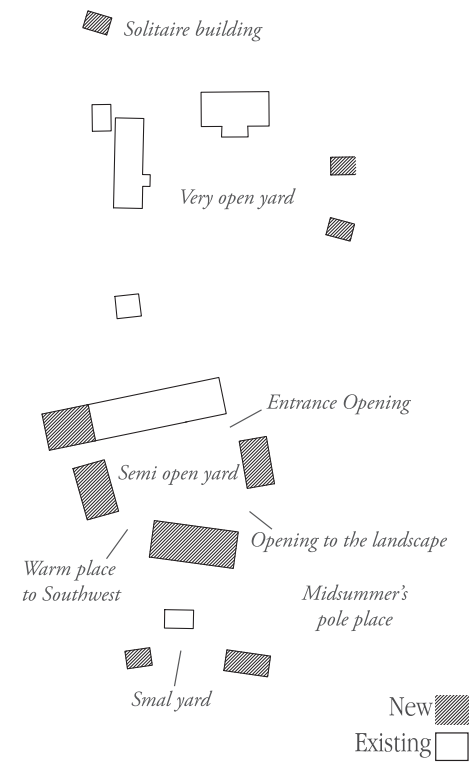 Solitaire building
Very open yard
Entrance Opening
Semi open yard
Opening to the landscape
Warm place
to Southwest
Midsummer's
pole place
Smal yard
New
Existing